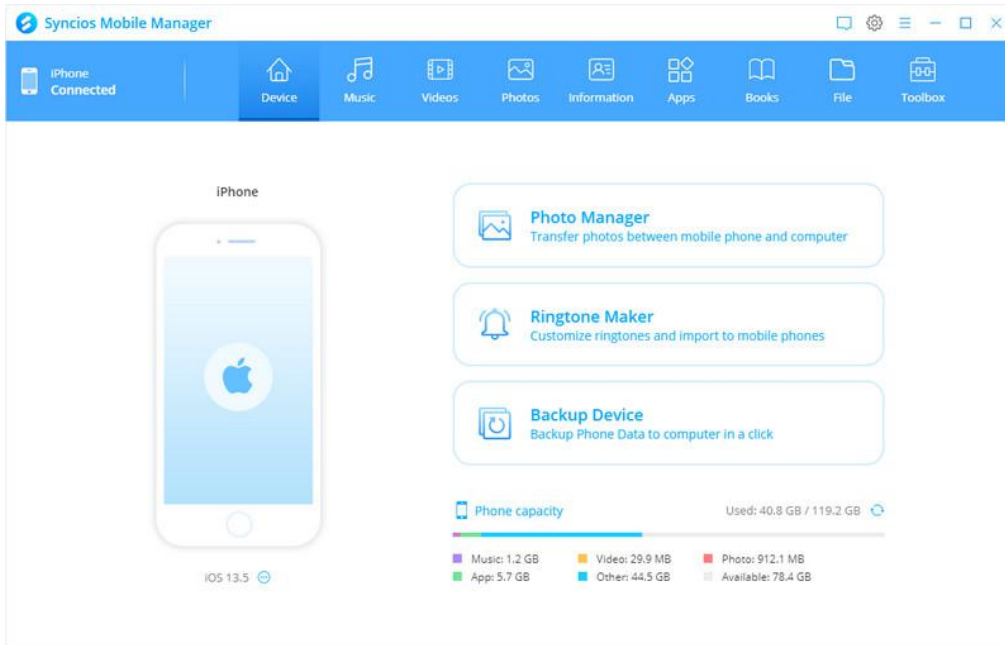 Syncios Mobile Manager
iPhone
Connected
Device
Music
Videos
Photos
Information
Apps
Books
File
Toolbox
iPhone
iOS 13.5
Photo Manager
Transfer photos between mobile phone and computer
Ringtone Maker
Customize ringtones and import to mobile phones
Backup Device
Backup Phone Data to computer in a click
Phone capacity
Used: 40.8 GB / 119.2 GB
Music: 1.2 GB
Video: 29.9 MB
Photo: 912.1 MB
App: 5.7 GB
Other: 44.5 GB
Available: 78.4 GB